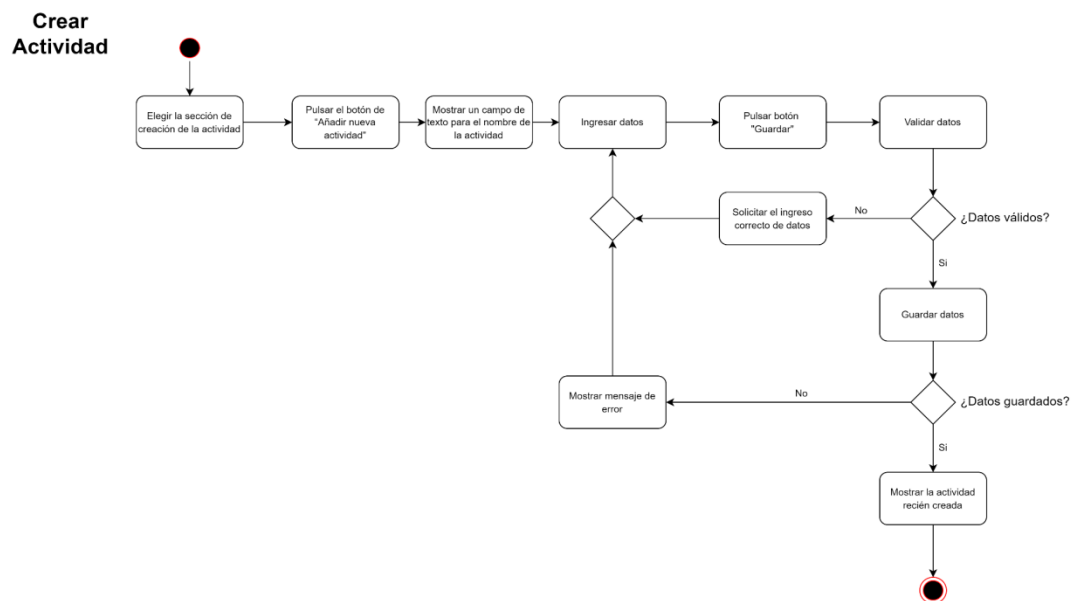 Crear
Actividad
Elegir la sección de
creación de la actividad
Pulsar el botón de
"Añadir nueva
actividad"
Mostrar un campo de
texto para el nombre de
la actividad
Ingresar datos
Pulsar botón
"Guardar"
Validar datos
Solicitar el ingreso
correcto de datos
No
¿Datos válidos?
Si
Guardar datos
Mostrar mensaje de
error
No
¿Datos guardados?
Si
Mostrar la actividad
recién creada